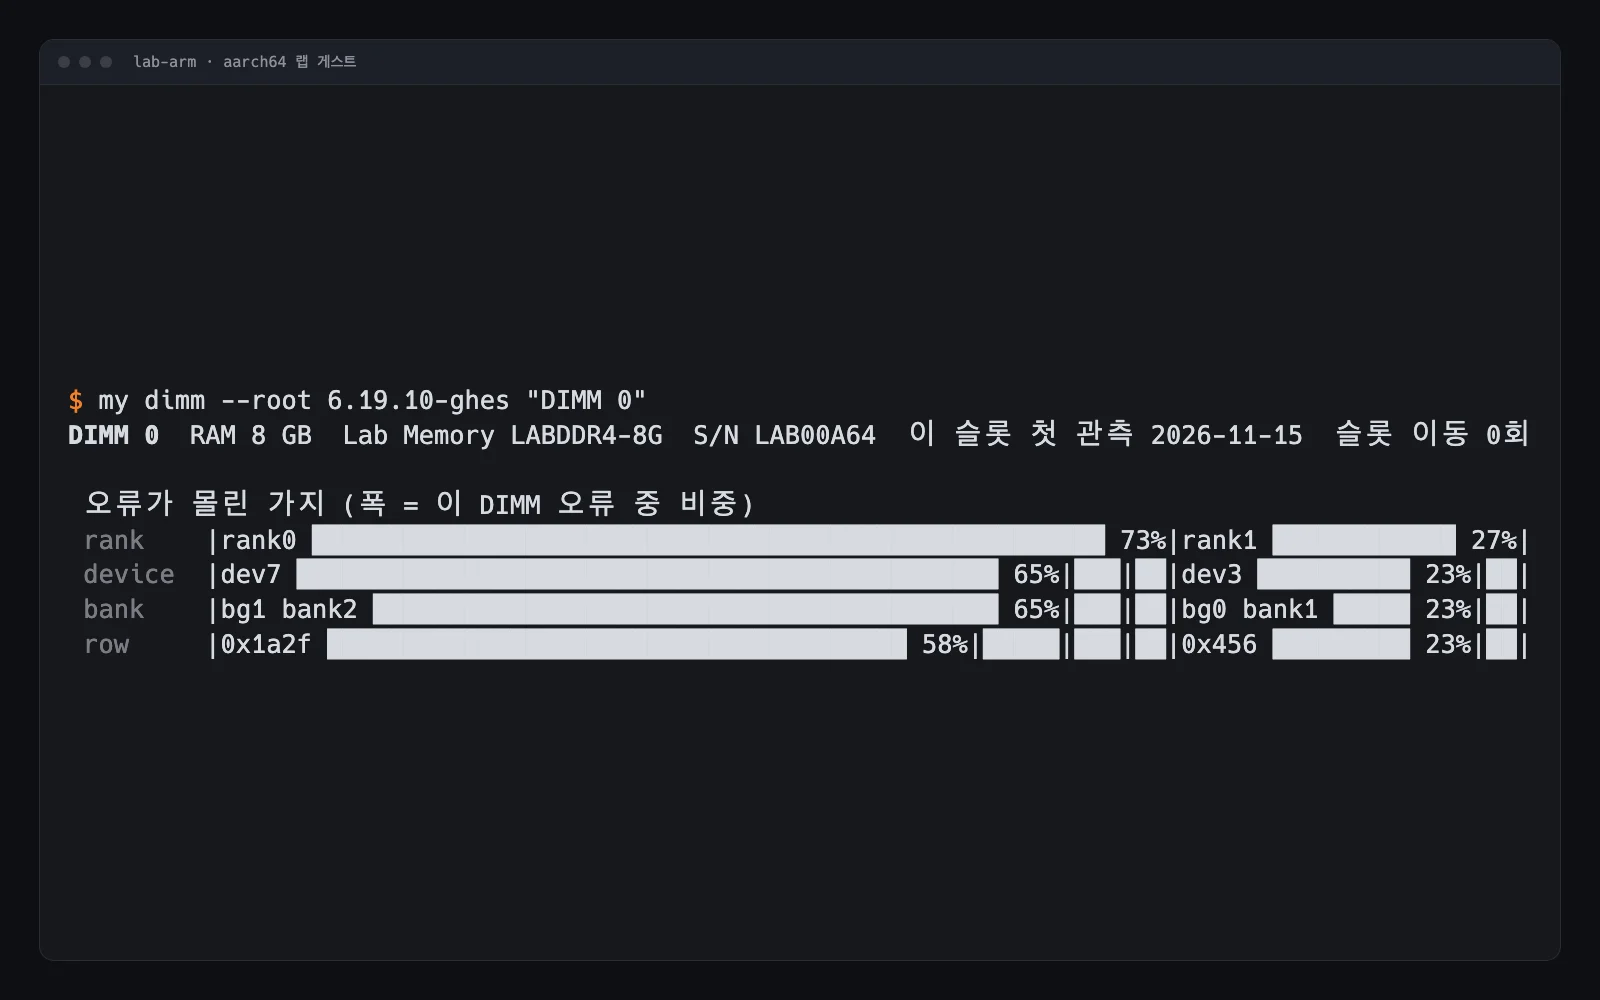 lab-arm · aarch64 랩 게스트
$ my dimm --root 6.19.10-ghes "DIMM 0"
DIMM 0  RAM 8 GB  Lab Memory LABDDR4-8G  S/N LAB00A64  이 슬롯 첫 관측 2026-11-15  슬롯 이동 0회
오류가 몰린 가지 (폭 = 이 DIMM 오류 중 비중)
rank |rank0 73%|rank1 27%|
device |dev7 65%| | |dev3 23%| |
bank |bg1 bank2 65%| | |bg0 bank1 23%| |
row |0x1a2f 58%| | | |0x456 23%| |